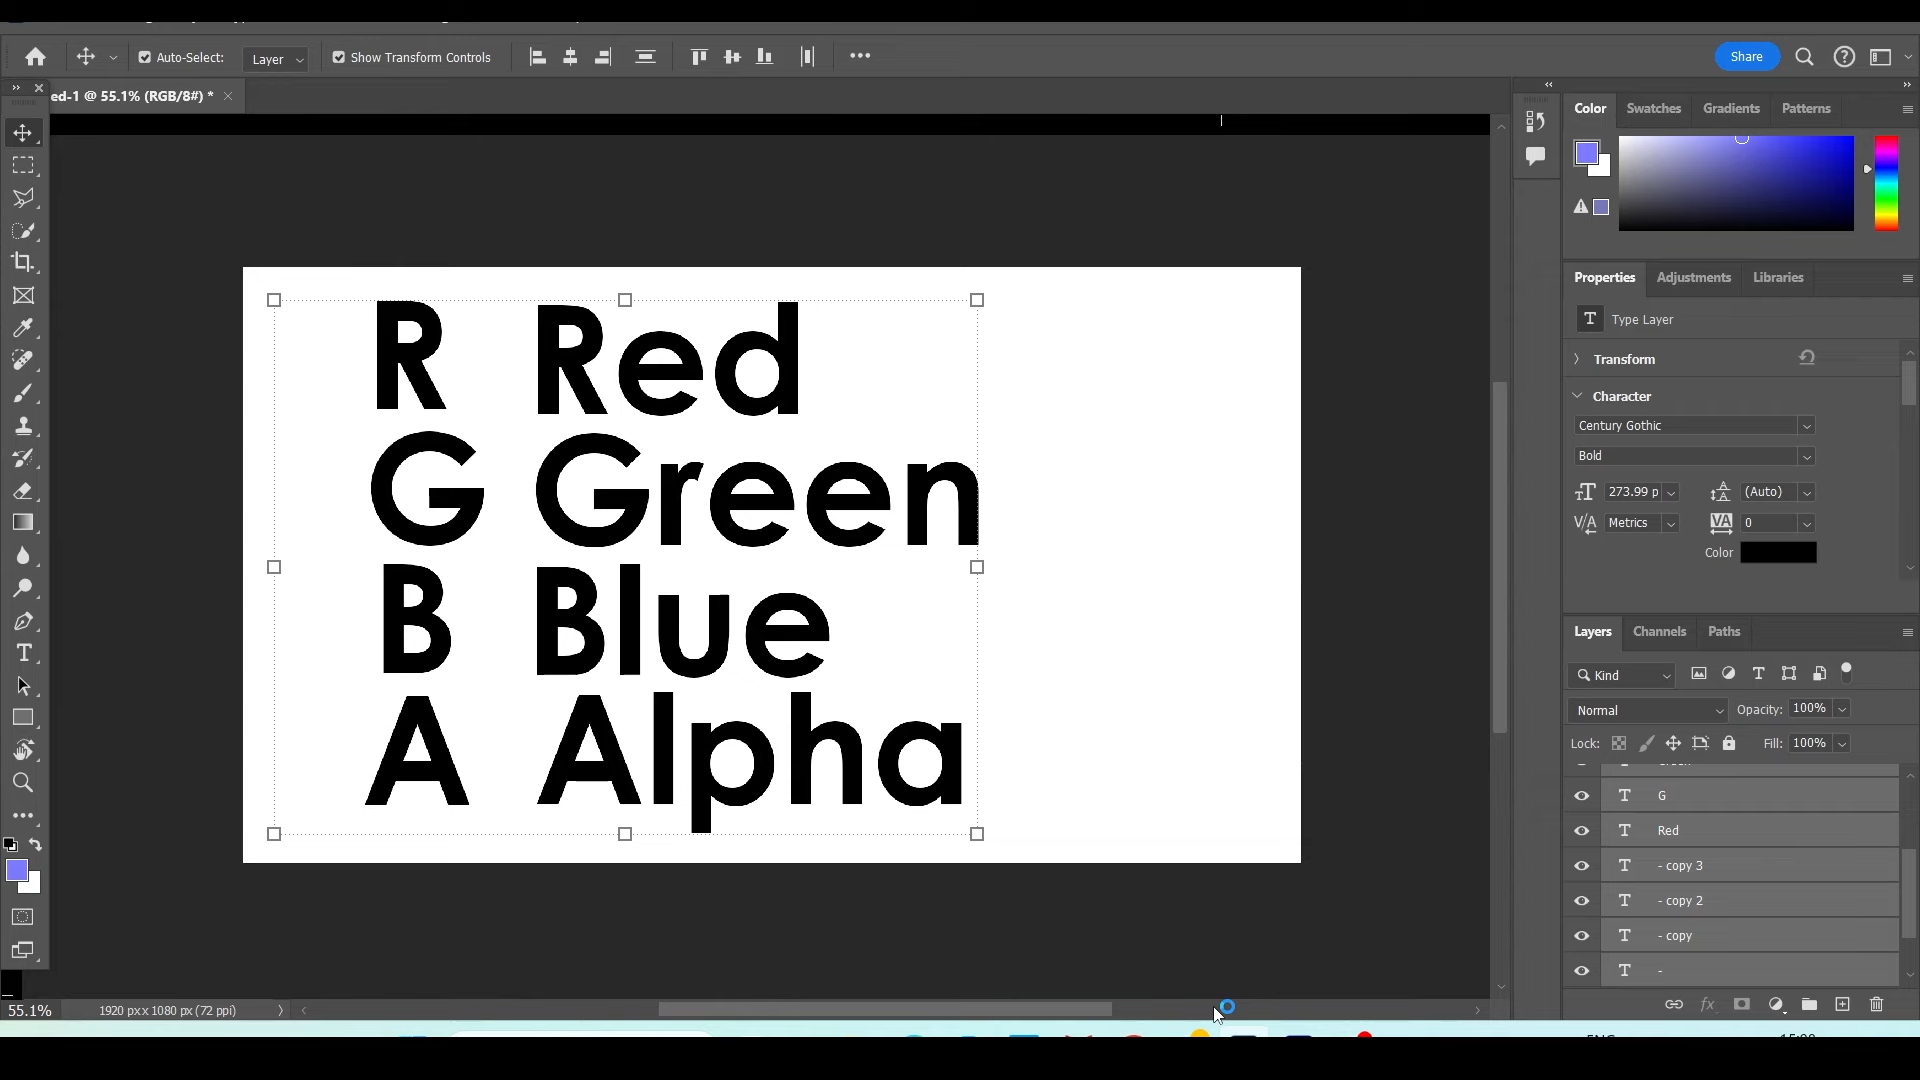 Auto-Select:
Layer
Show Transform Controls
Share
ed-1 @ 55.1% (RGB/8#) *
Color
Swatches
Gradients
Patterns
Properties
Adjustments
Libraries
T Type Layer
Transform
Character
Century Gothic
Bold
273.99 p
(Auto)
Metrics
0
Color
Layers
Channels
Paths
Kind
Normal
Opacity: 100%
Lock:
Fill: 100%
Green
T G
T Red
T - copy 3
T - copy 2
T - copy
T -
R Red
G Green
B Blue
A Alpha
55.1%
1920 px x 1080 px (72 ppi)
ENG